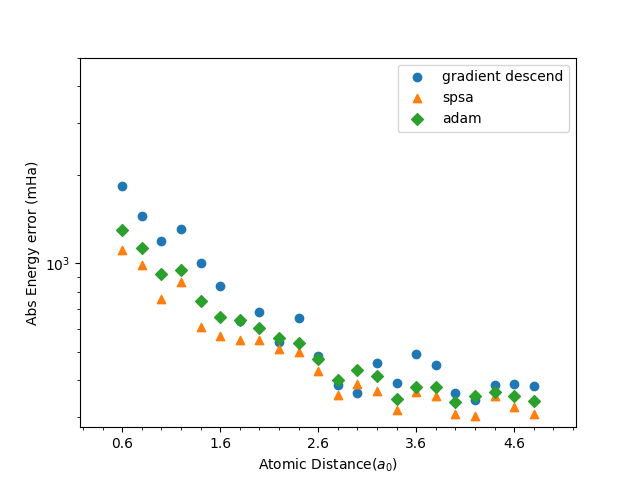 gradient descend
spsa
adam
Abs Energy error (mHa)
10³
0.6 1.6 2.6 3.6 4.6
Atomic Distance(a₀)